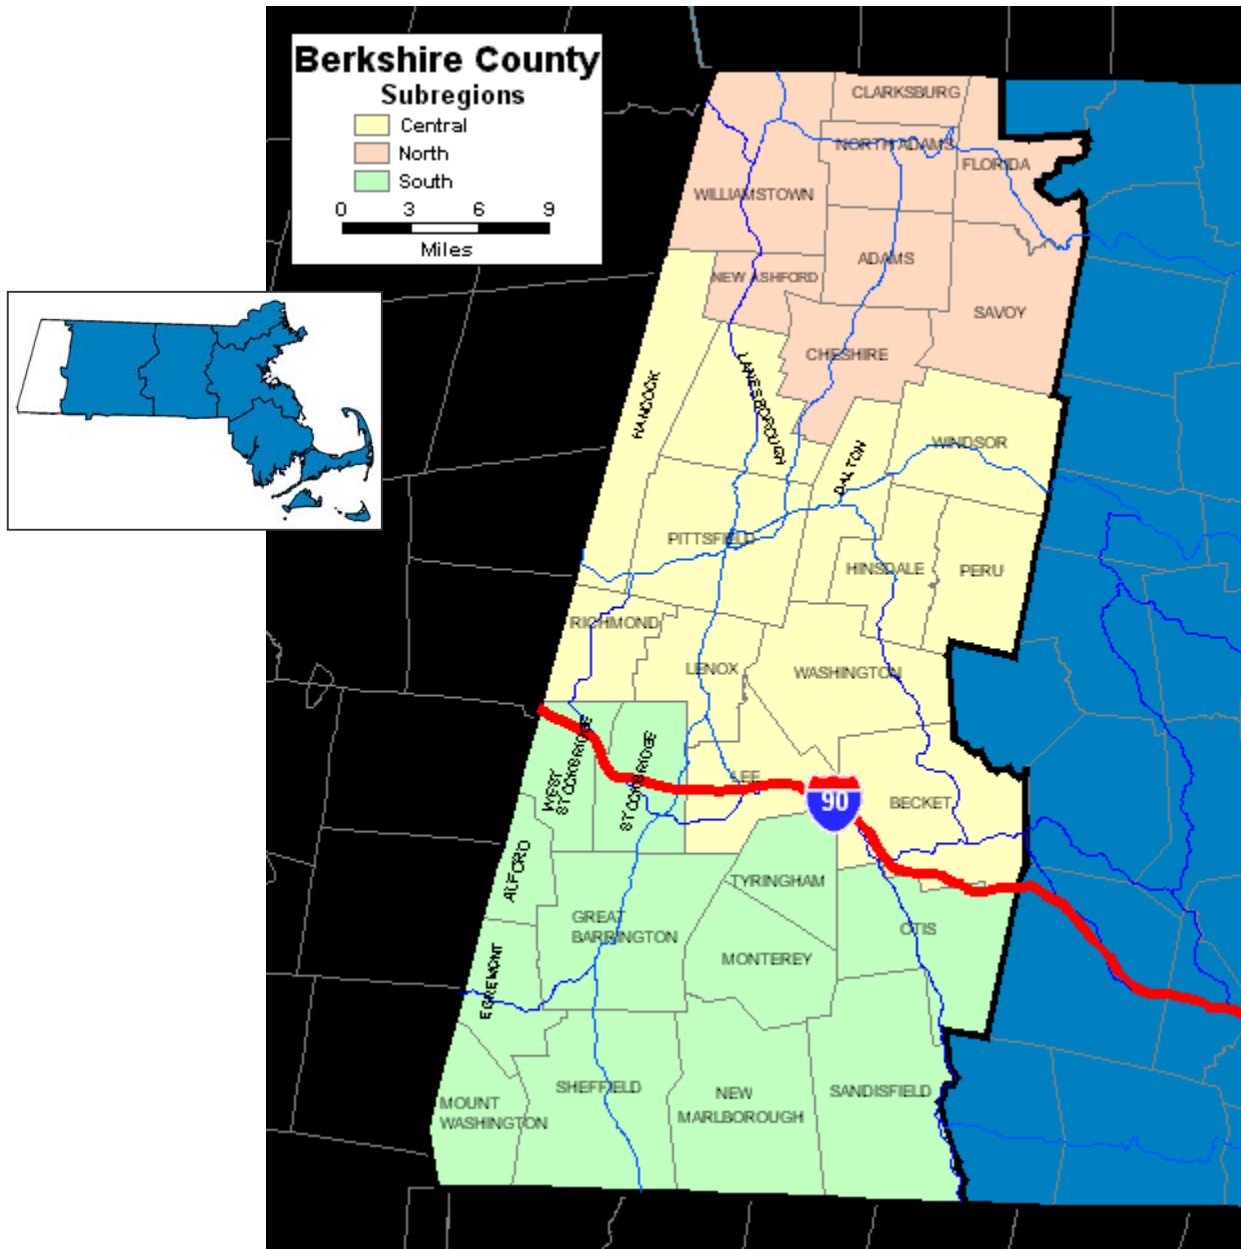 Berkshire County
Subregions
Central
North
South
0 3 6 9
Miles
CLARKSBURG
NORTH ADAMS
FLORIDA
WILLIAMSTOWN
ADAMS
NEW ASHFORD
SAVOY
CHESHIRE
HANCOCK
LANESBOROUGH
DALTON
WINDSOR
PITTSFIELD
HINSDALE
PERU
RICHMOND
LENOX
WASHINGTON
WEST
STOCKBRIDGE
STOCKBRIDGE
LEE
90
BECKET
ALFORD
TYRINGHAM
GREAT
BARRINGTON
OTIS
MONTEREY
EGREMONT
SHEFFIELD
NEW
MARLBOROUGH
SANDISFIELD
MOUNT
WASHINGTON